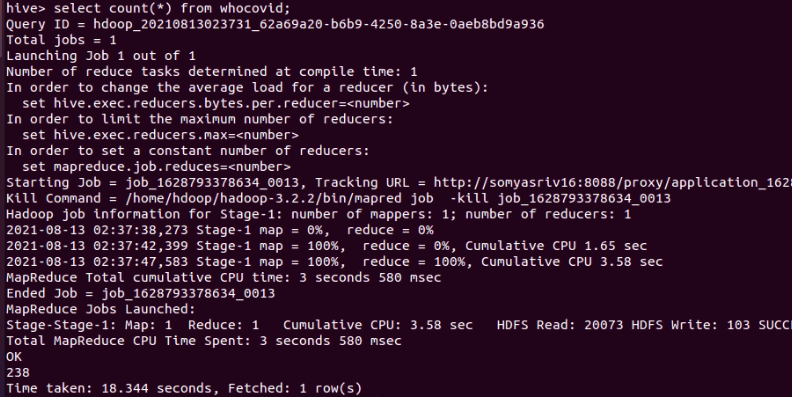 hive> select count(*) from whocovid;
Query ID = hdoop_20210813023731_62a69a20-b6b9-4250-8a3e-0aeb8bd9a936
Total jobs = 1
Launching Job 1 out of 1
Number of reduce tasks determined at compile time: 1
In order to change the average load for a reducer (in bytes):
  set hive.exec.reducers.bytes.per.reducer=<number>
In order to limit the maximum number of reducers:
  set hive.exec.reducers.max=<number>
In order to set a constant number of reducers:
  set mapreduce.job.reduces=<number>
Starting Job = job_1628793378634_0013, Tracking URL = http://somyasriv16:8088/proxy/application_1628
Kill Command = /home/hdoop/hadoop-3.2.2/bin/mapred job  -kill job_1628793378634_0013
Hadoop job information for Stage-1: number of mappers: 1; number of reducers: 1
2021-08-13 02:37:38,273 Stage-1 map = 0%,  reduce = 0%
2021-08-13 02:37:42,399 Stage-1 map = 100%,  reduce = 0%, Cumulative CPU 1.65 sec
2021-08-13 02:37:47,583 Stage-1 map = 100%,  reduce = 100%, Cumulative CPU 3.58 sec
MapReduce Total cumulative CPU time: 3 seconds 580 msec
Ended Job = job_1628793378634_0013
MapReduce Jobs Launched:
Stage-Stage-1: Map: 1  Reduce: 1   Cumulative CPU: 3.58 sec   HDFS Read: 20073 HDFS Write: 103 SUCC
Total MapReduce CPU Time Spent: 3 seconds 580 msec
OK
238
Time taken: 18.344 seconds, Fetched: 1 row(s)